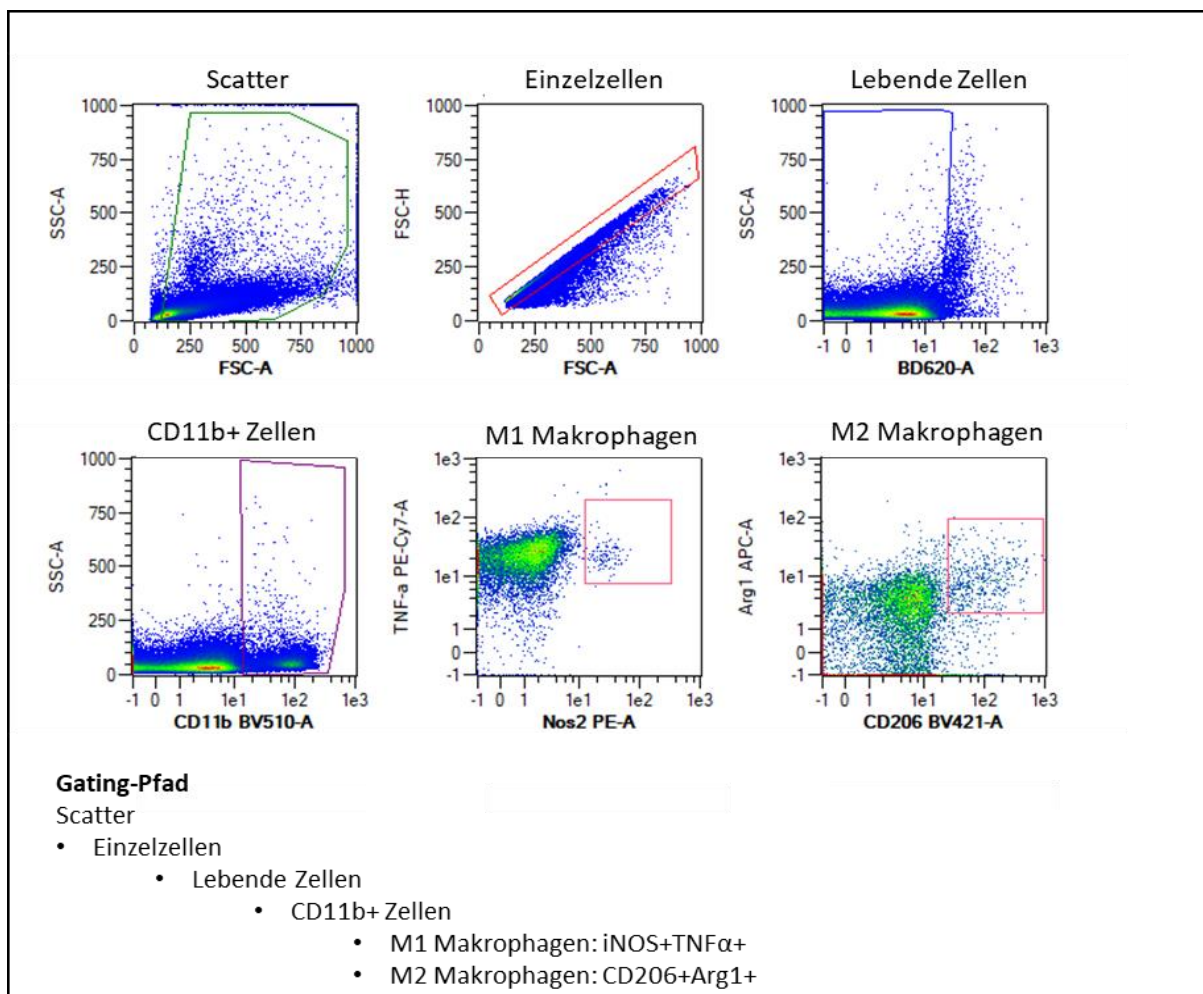 Scatter
1000
750
500
250
0
SSC-A
0 250 500 750 1000
FSC-A
Einzelzellen
1000
750
500
250
0
FSC-H
0 250 500 750 1000
FSC-A
Lebende Zellen
1000
750
500
250
0
SSC-A
-1 0 1 1e1 1e2 1e3
BD620-A
CD11b+ Zellen
1000
750
500
250
0
SSC-A
-1 0 1 1e1 1e2 1e3
CD11b BV510-A
M1 Makrophagen
1e3
1e2
1e1
1
0
-1
TNF-a PE-Cy7-A
-1 0 1 1e1 1e2 1e3
Nos2 PE-A
M2 Makrophagen
1e3
1e2
1e1
1
0
-1
Arg1 APC-A
-1 0 1 1e1 1e2 1e3
CD206 BV421-A
Gating-Pfad
Scatter
• Einzelzellen
• Lebende Zellen
• CD11b+ Zellen
• M1 Makrophagen: iNOS+TNFα+
• M2 Makrophagen: CD206+Arg1+